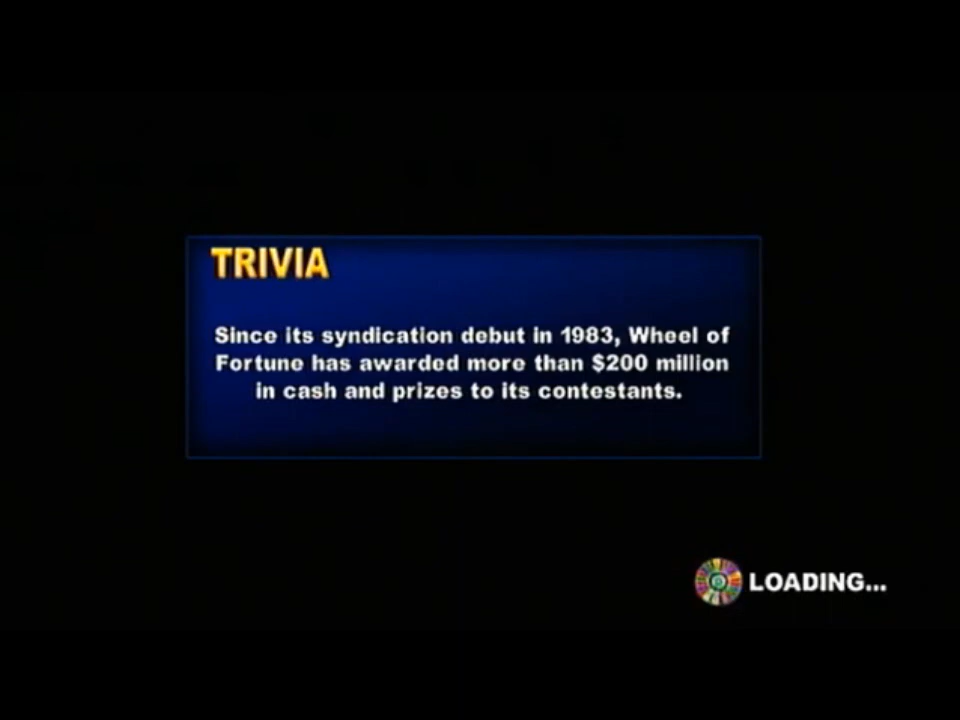 TRIVIA
Since its syndication debut in 1983, Wheel of
Fortune has awarded more than $200 million
in cash and prizes to its contestants.
LOADING...